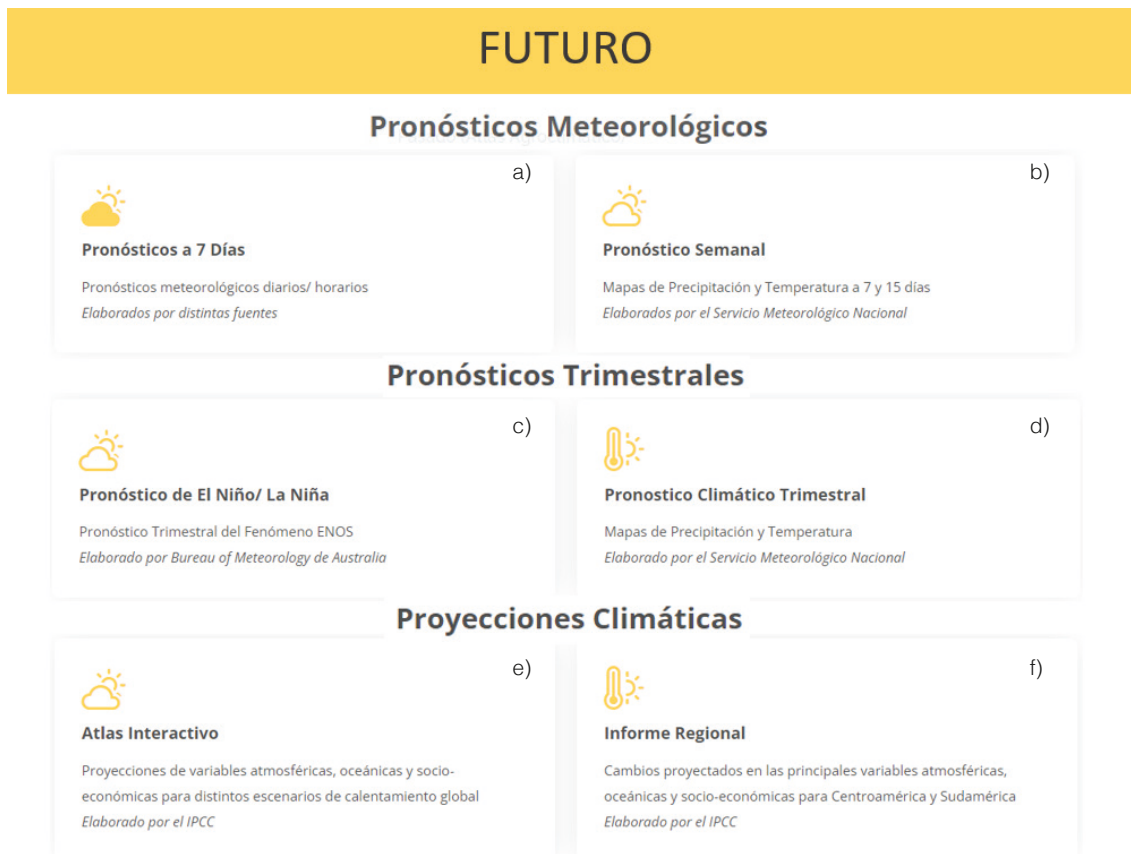 FUTURO
Pronósticos Meteorológicos
a)
Pronósticos a 7 Días
Pronósticos meteorológicos diarios/ horarios
Elaborados por distintas fuentes
b)
Pronóstico Semanal
Mapas de Precipitación y Temperatura a 7 y 15 días
Elaborados por el Servicio Meteorológico Nacional
Pronósticos Trimestrales
c)
Pronóstico de El Niño/ La Niña
Pronóstico Trimestral del Fenómeno ENOS
Elaborado por Bureau of Meteorology de Australia
d)
Pronostico Climático Trimestral
Mapas de Precipitación y Temperatura
Elaborado por el Servicio Meteorológico Nacional
Proyecciones Climáticas
e)
Atlas Interactivo
Proyecciones de variables atmosféricas, oceánicas y socio-
económicas para distintos escenarios de calentamiento global
Elaborado por el IPCC
f)
Informe Regional
Cambios proyectados en las principales variables atmosféricas,
oceánicas y socio-económicas para Centroamérica y Sudamérica
Elaborado por el IPCC